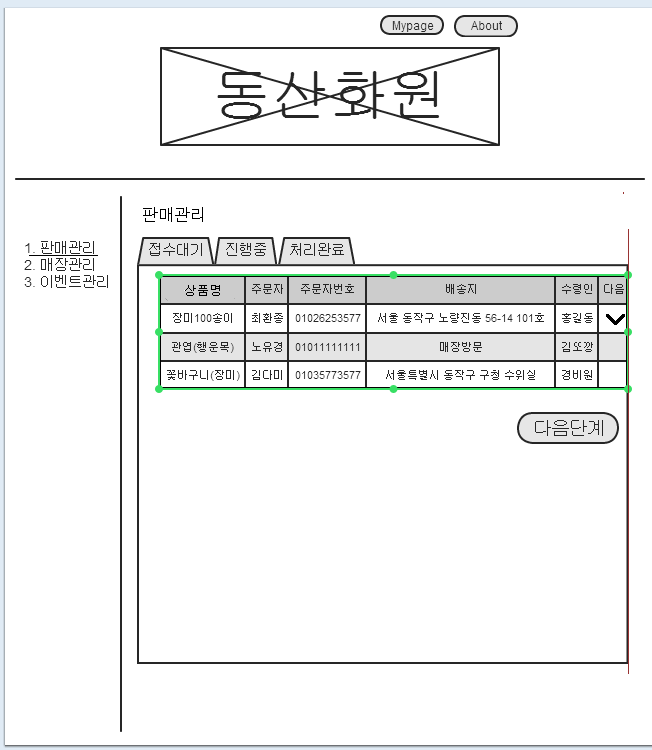 Mypage About
동산화원
판매관리
1. 판매관리
2. 매장관리
3. 이벤트관리
접수대기 진행중 처리완료
상품명 주문자 주문자번호 배송지 수령인 다음
장미100송이 최환종 01026253577 서울 동작구 노량진동 56-14 101호 홍길동
관엽(행운목) 노유경 01011111111 매장방문 김또깡
꽃바구니(장미) 김다미 01035773577 서울특별시 동작구 구청 수위실 경비원
다음단계